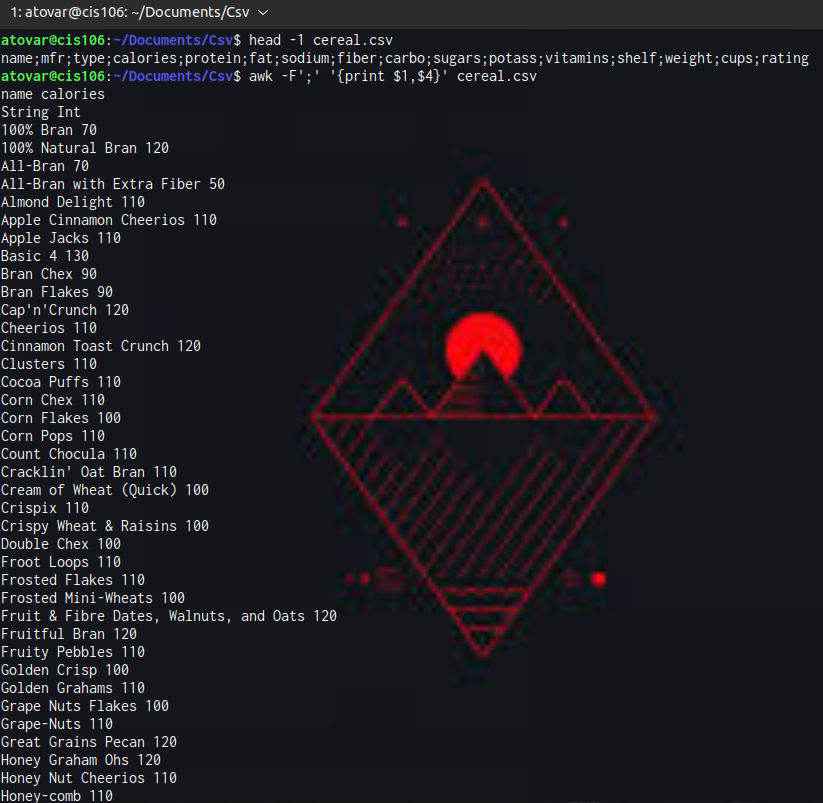 1: atovar@cis106: ~/Documents/Csv
atovar@cis106:~/Documents/Csv$ head -1 cereal.csv
name;mfr;type;calories;protein;fat;sodium;fiber;carbo;sugars;potass;vitamins;shelf;weight;cups;rating
atovar@cis106:~/Documents/Csv$ awk -F';' '{print $1,$4}' cereal.csv
name calories
String Int
100% Bran 70
100% Natural Bran 120
All-Bran 70
All-Bran with Extra Fiber 50
Almond Delight 110
Apple Cinnamon Cheerios 110
Apple Jacks 110
Basic 4 130
Bran Chex 90
Bran Flakes 90
Cap'n'Crunch 120
Cheerios 110
Cinnamon Toast Crunch 120
Clusters 110
Cocoa Puffs 110
Corn Chex 110
Corn Flakes 100
Corn Pops 110
Count Chocula 110
Cracklin' Oat Bran 110
Cream of Wheat (Quick) 100
Crispix 110
Crispy Wheat & Raisins 100
Double Chex 100
Froot Loops 110
Frosted Flakes 110
Frosted Mini-Wheats 100
Fruit & Fibre Dates, Walnuts, and Oats 120
Fruitful Bran 120
Fruity Pebbles 110
Golden Crisp 100
Golden Grahams 110
Grape Nuts Flakes 100
Grape-Nuts 110
Great Grains Pecan 120
Honey Graham Ohs 120
Honey Nut Cheerios 110
Honey-comb 110